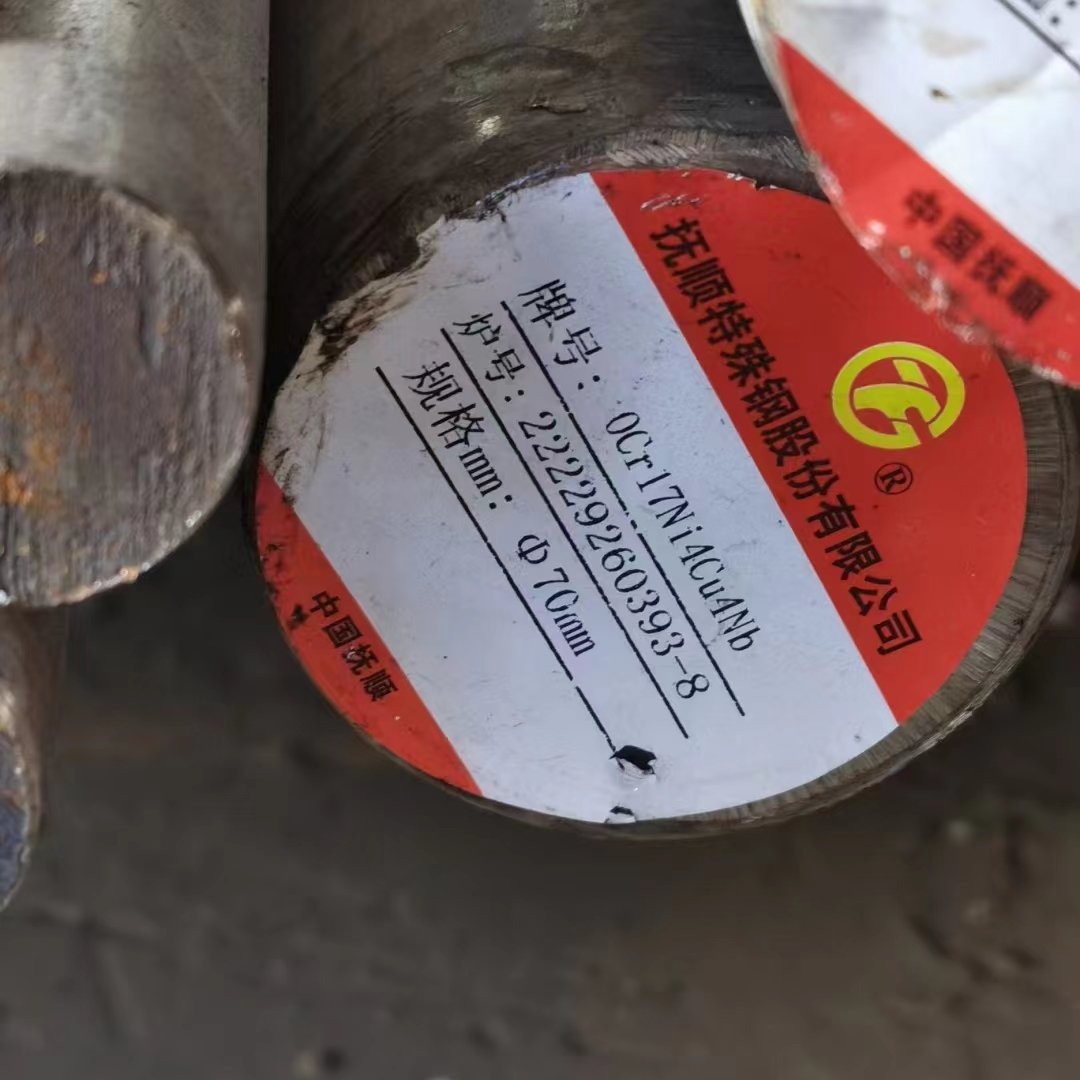 抚顺特殊钢股份有限公司
®
牌号: 0Cr17Ni4Cu4Nb
炉号: 22229260393-8
规格mm: Φ70mm
中国抚顺
中国抚顺